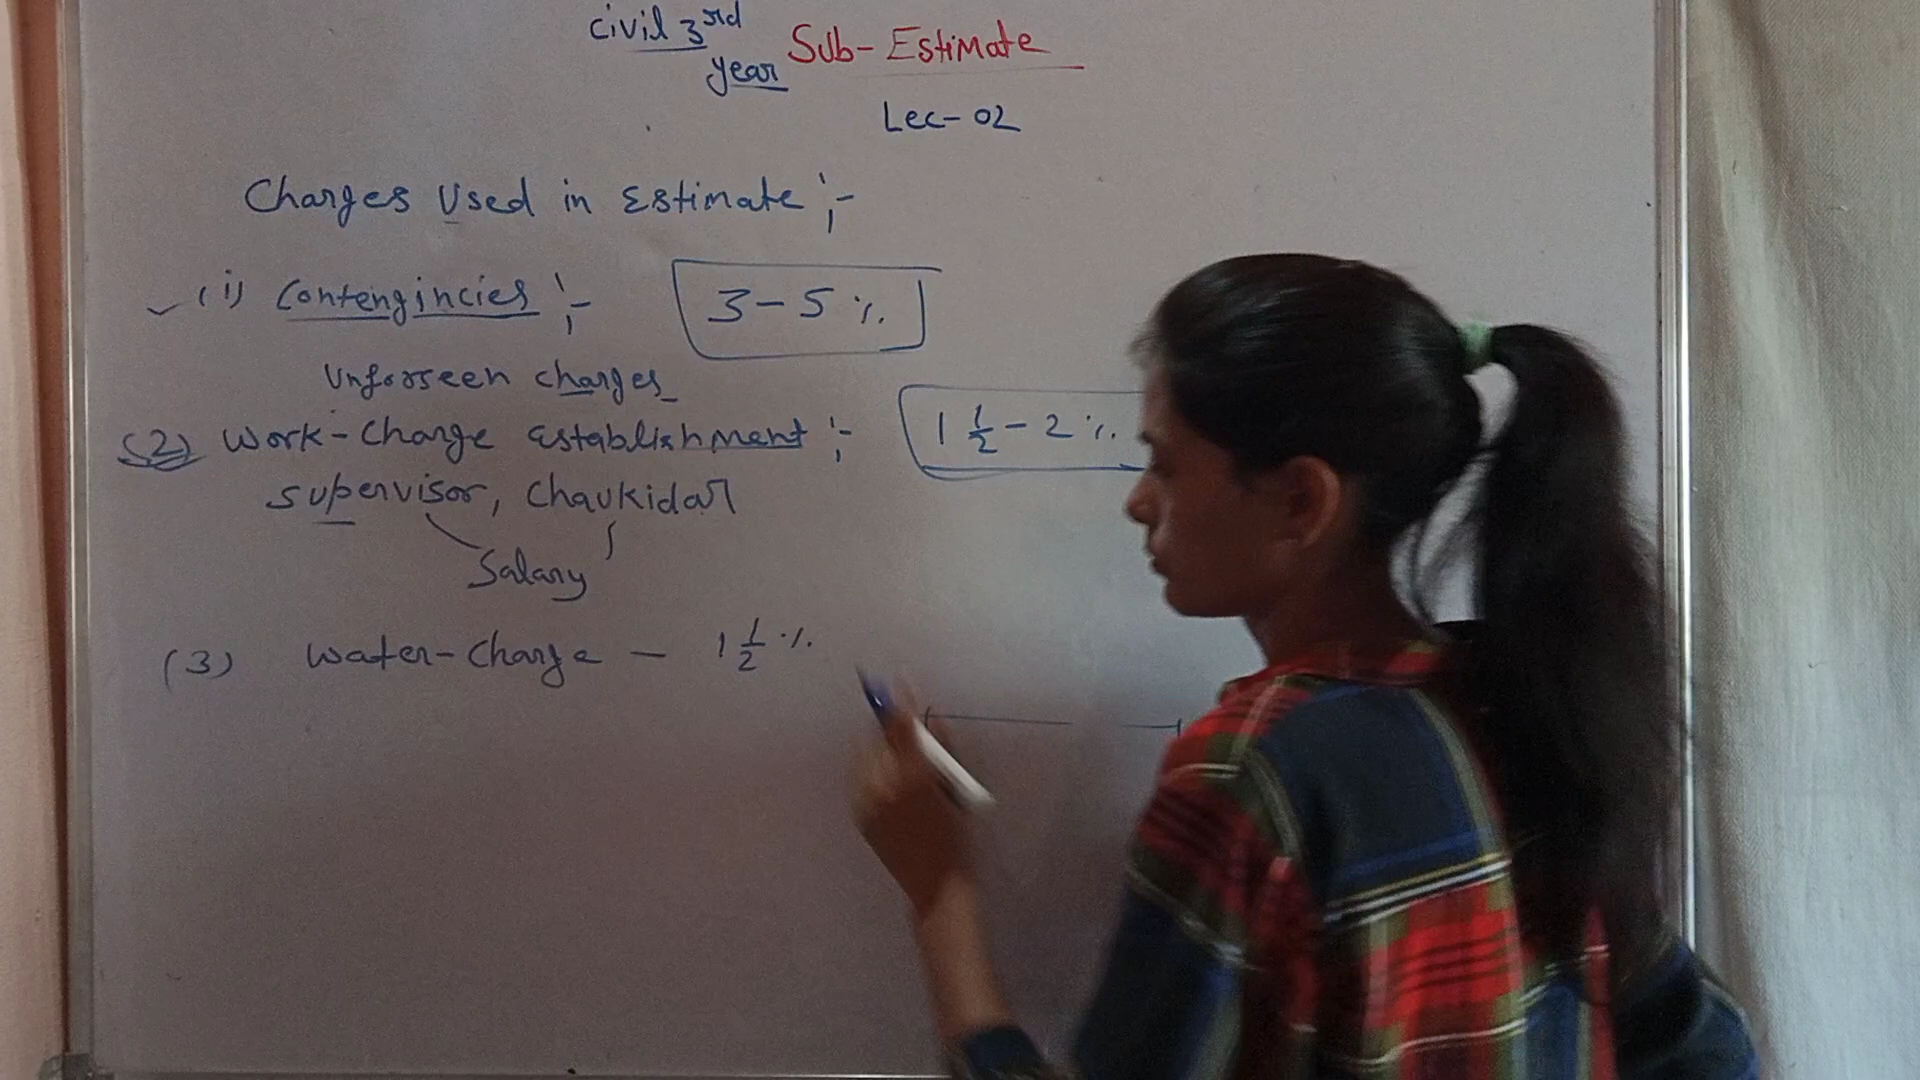 Civil 3rd year Sub-Estimate
Lec-02
Charges Used in Estimate :-
(i) Contengincies :- 3-5 %
Unforseen charges
(2) Work-Charge Establishment :- 1 1/2 - 2 %
Supervisor, Chaukidar
Salary
(3) Water-Charge - 1 1/2 %